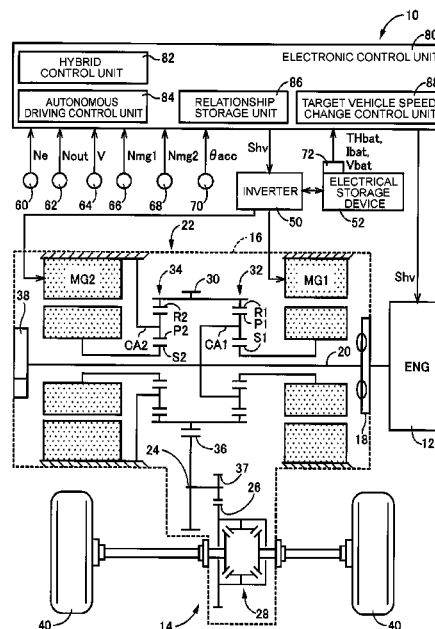 10
80
HYBRID CONTROL UNIT
82
ELECTRONIC CONTROL UNIT
84
86
88
AUTONOMOUS DRIVING CONTROL UNIT
RELATIONSHIP STORAGE UNIT
TARGET VEHICLE SPEED CHANGE CONTROL UNIT
Ne
Nout
V
Nmg1
Nmg2
θacc
Shv
THbat,
Ibat,
Vbat
72
60
62
64
66
68
70
INVERTER
50
ELECTRICAL STORAGE DEVICE
52
22
16
Shv
MG2
34
30
32
MG1
38
R2
P2
CA2
S2
R1
P1
CA1
S1
20
ENG
18
12
36
24
37
26
40
14
28
40